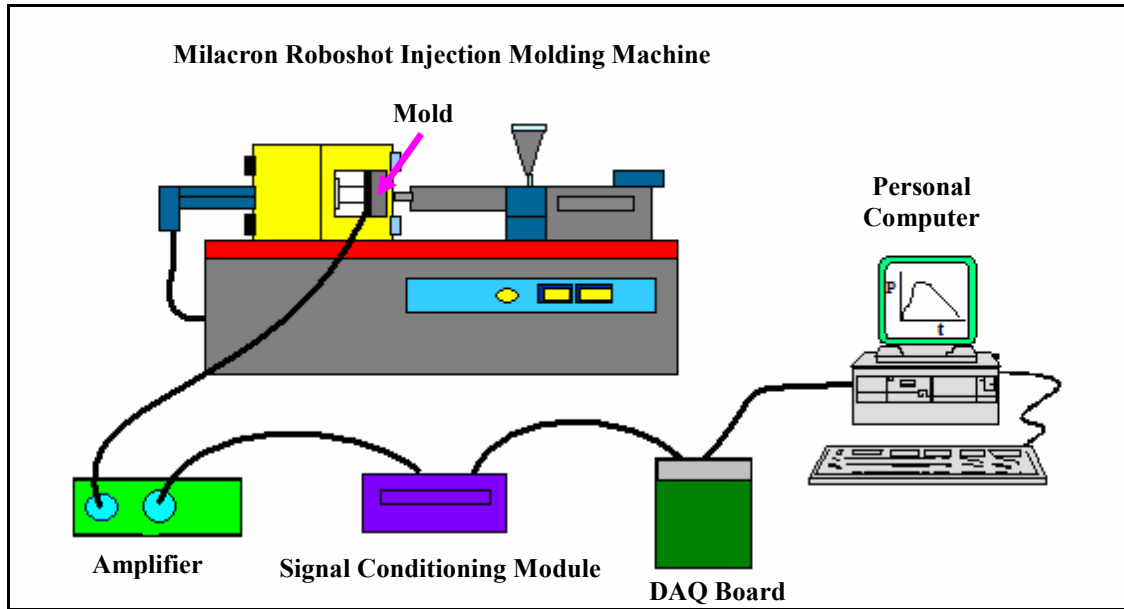 Milacron Roboshot Injection Molding Machine
Mold
Personal
Computer
P
t
Amplifier
Signal Conditioning Module
DAQ Board